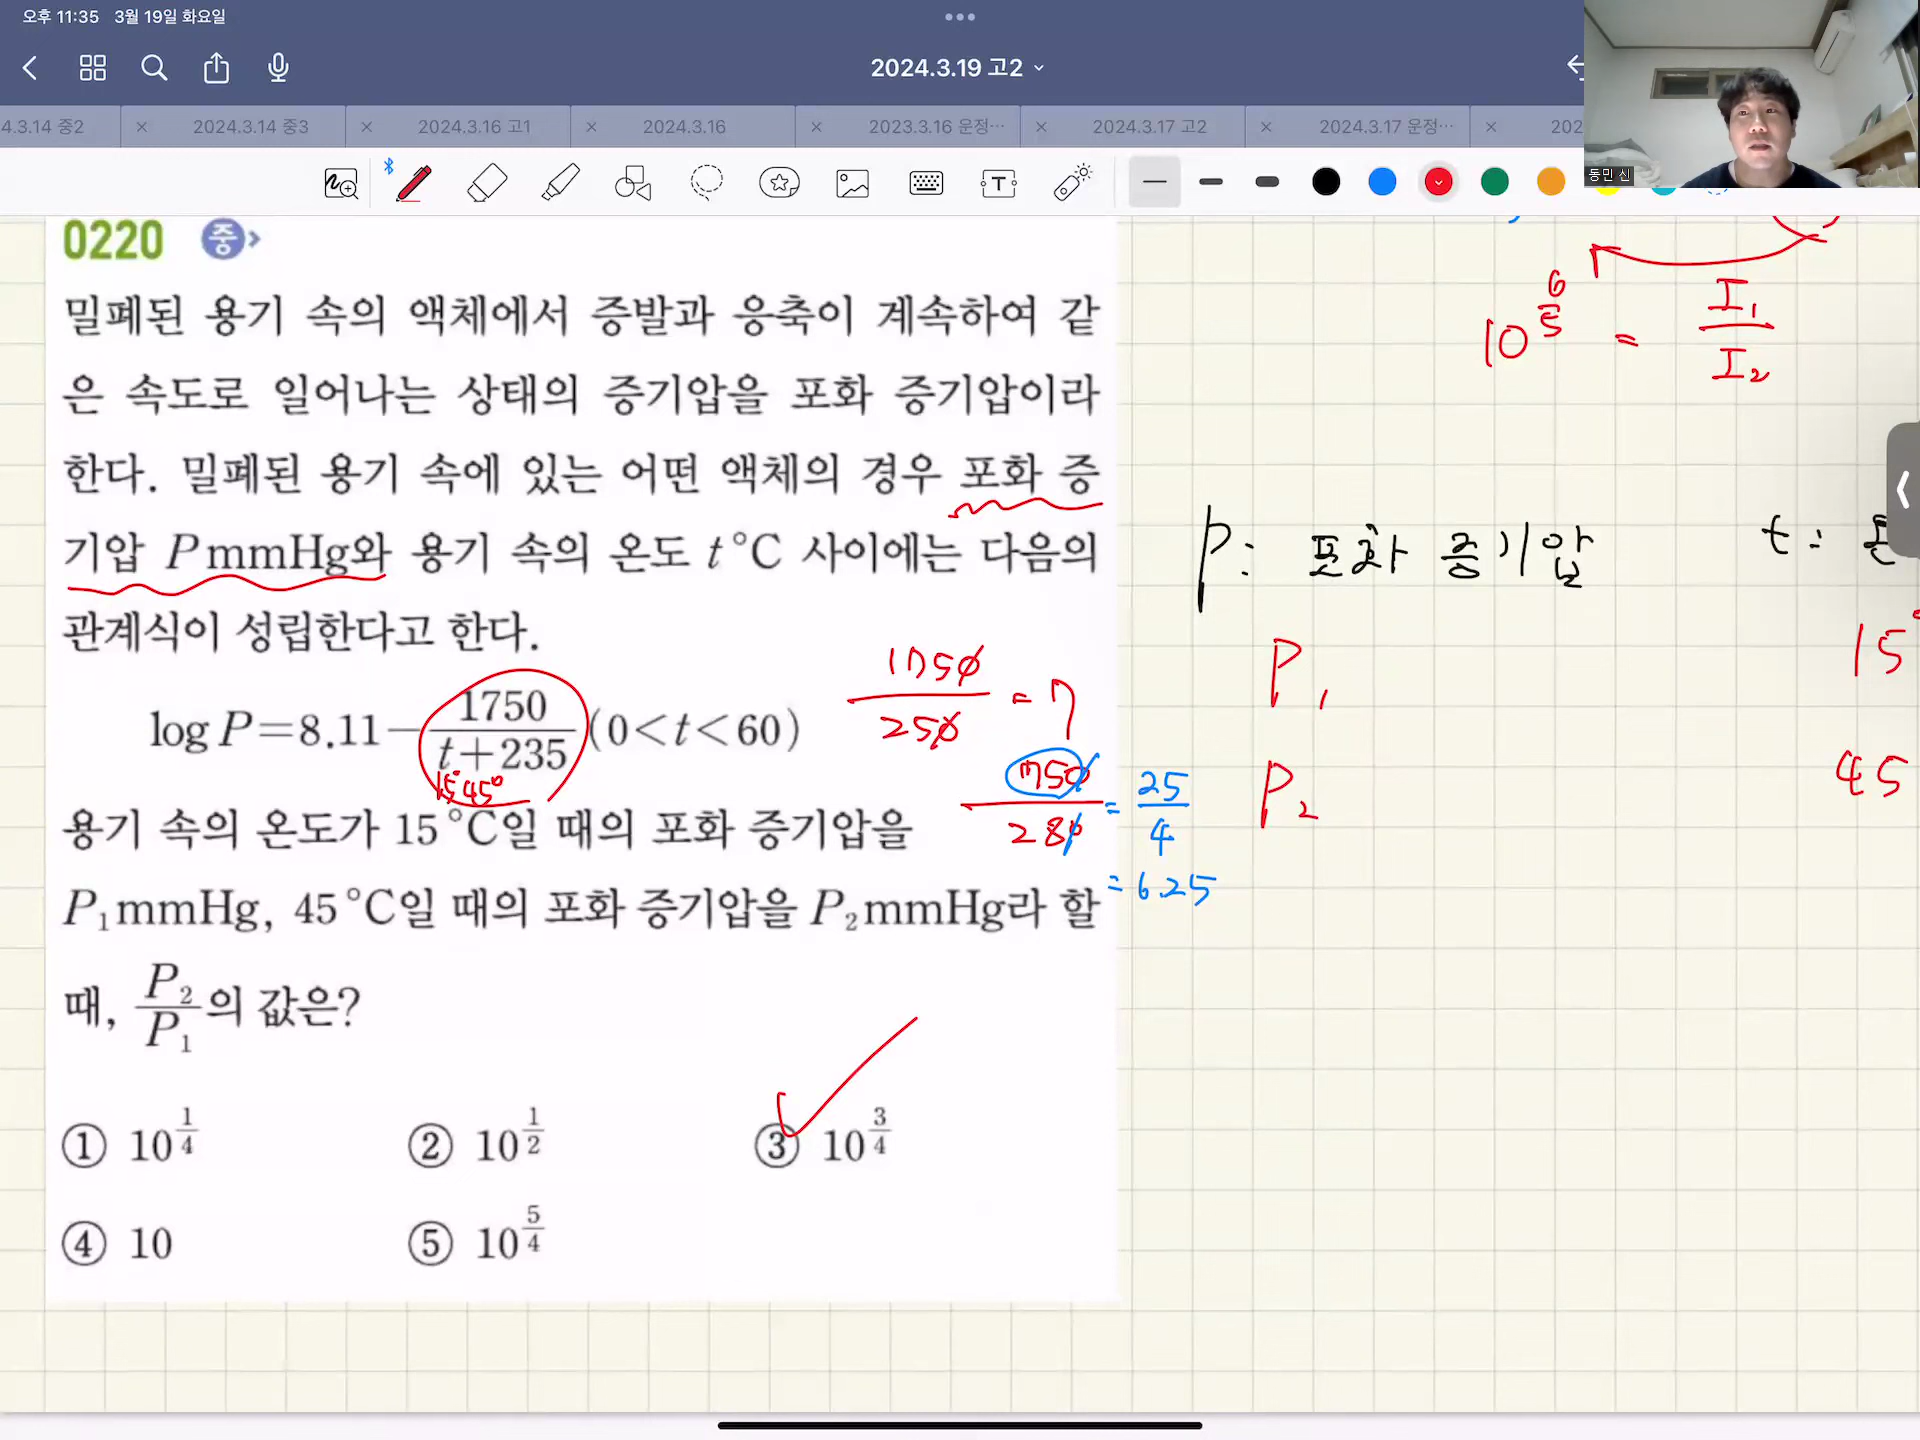 오후 11:35 3월 19일 화요일
2024.3.19 고2
4.3.14 중2
2024.3.14 중3
2024.3.16 고1
2024.3.16
2023.3.16 운정…
2024.3.17 고2
2024.3.17 운정…
202
동민 신
0220 중
밀폐된 용기 속의 액체에서 증발과 응축이 계속하여 같
은 속도로 일어나는 상태의 증기압을 포화 증기압이라
한다. 밀폐된 용기 속에 있는 어떤 액체의 경우 포화 증
기압 P mmHg와 용기 속의 온도 t °C 사이에는 다음의
관계식이 성립한다고 한다.
log P=8.11−1750/(t+235) (0<t<60)
15° 45°
용기 속의 온도가 15 °C일 때의 포화 증기압을
P₁mmHg, 45 °C일 때의 포화 증기압을 P₂mmHg라 할
때, P₂/P₁의 값은?
① 10^(1/4)
② 10^(1/2)
③ 10^(3/4)
④ 10
⑤ 10^(5/4)
1750/250 = 7
1750/280 = 25/4
= 6.25
10^(6/5) = I₁/I₂
P: 포화 증기압
t: 온
P₁
15°
P₂
45